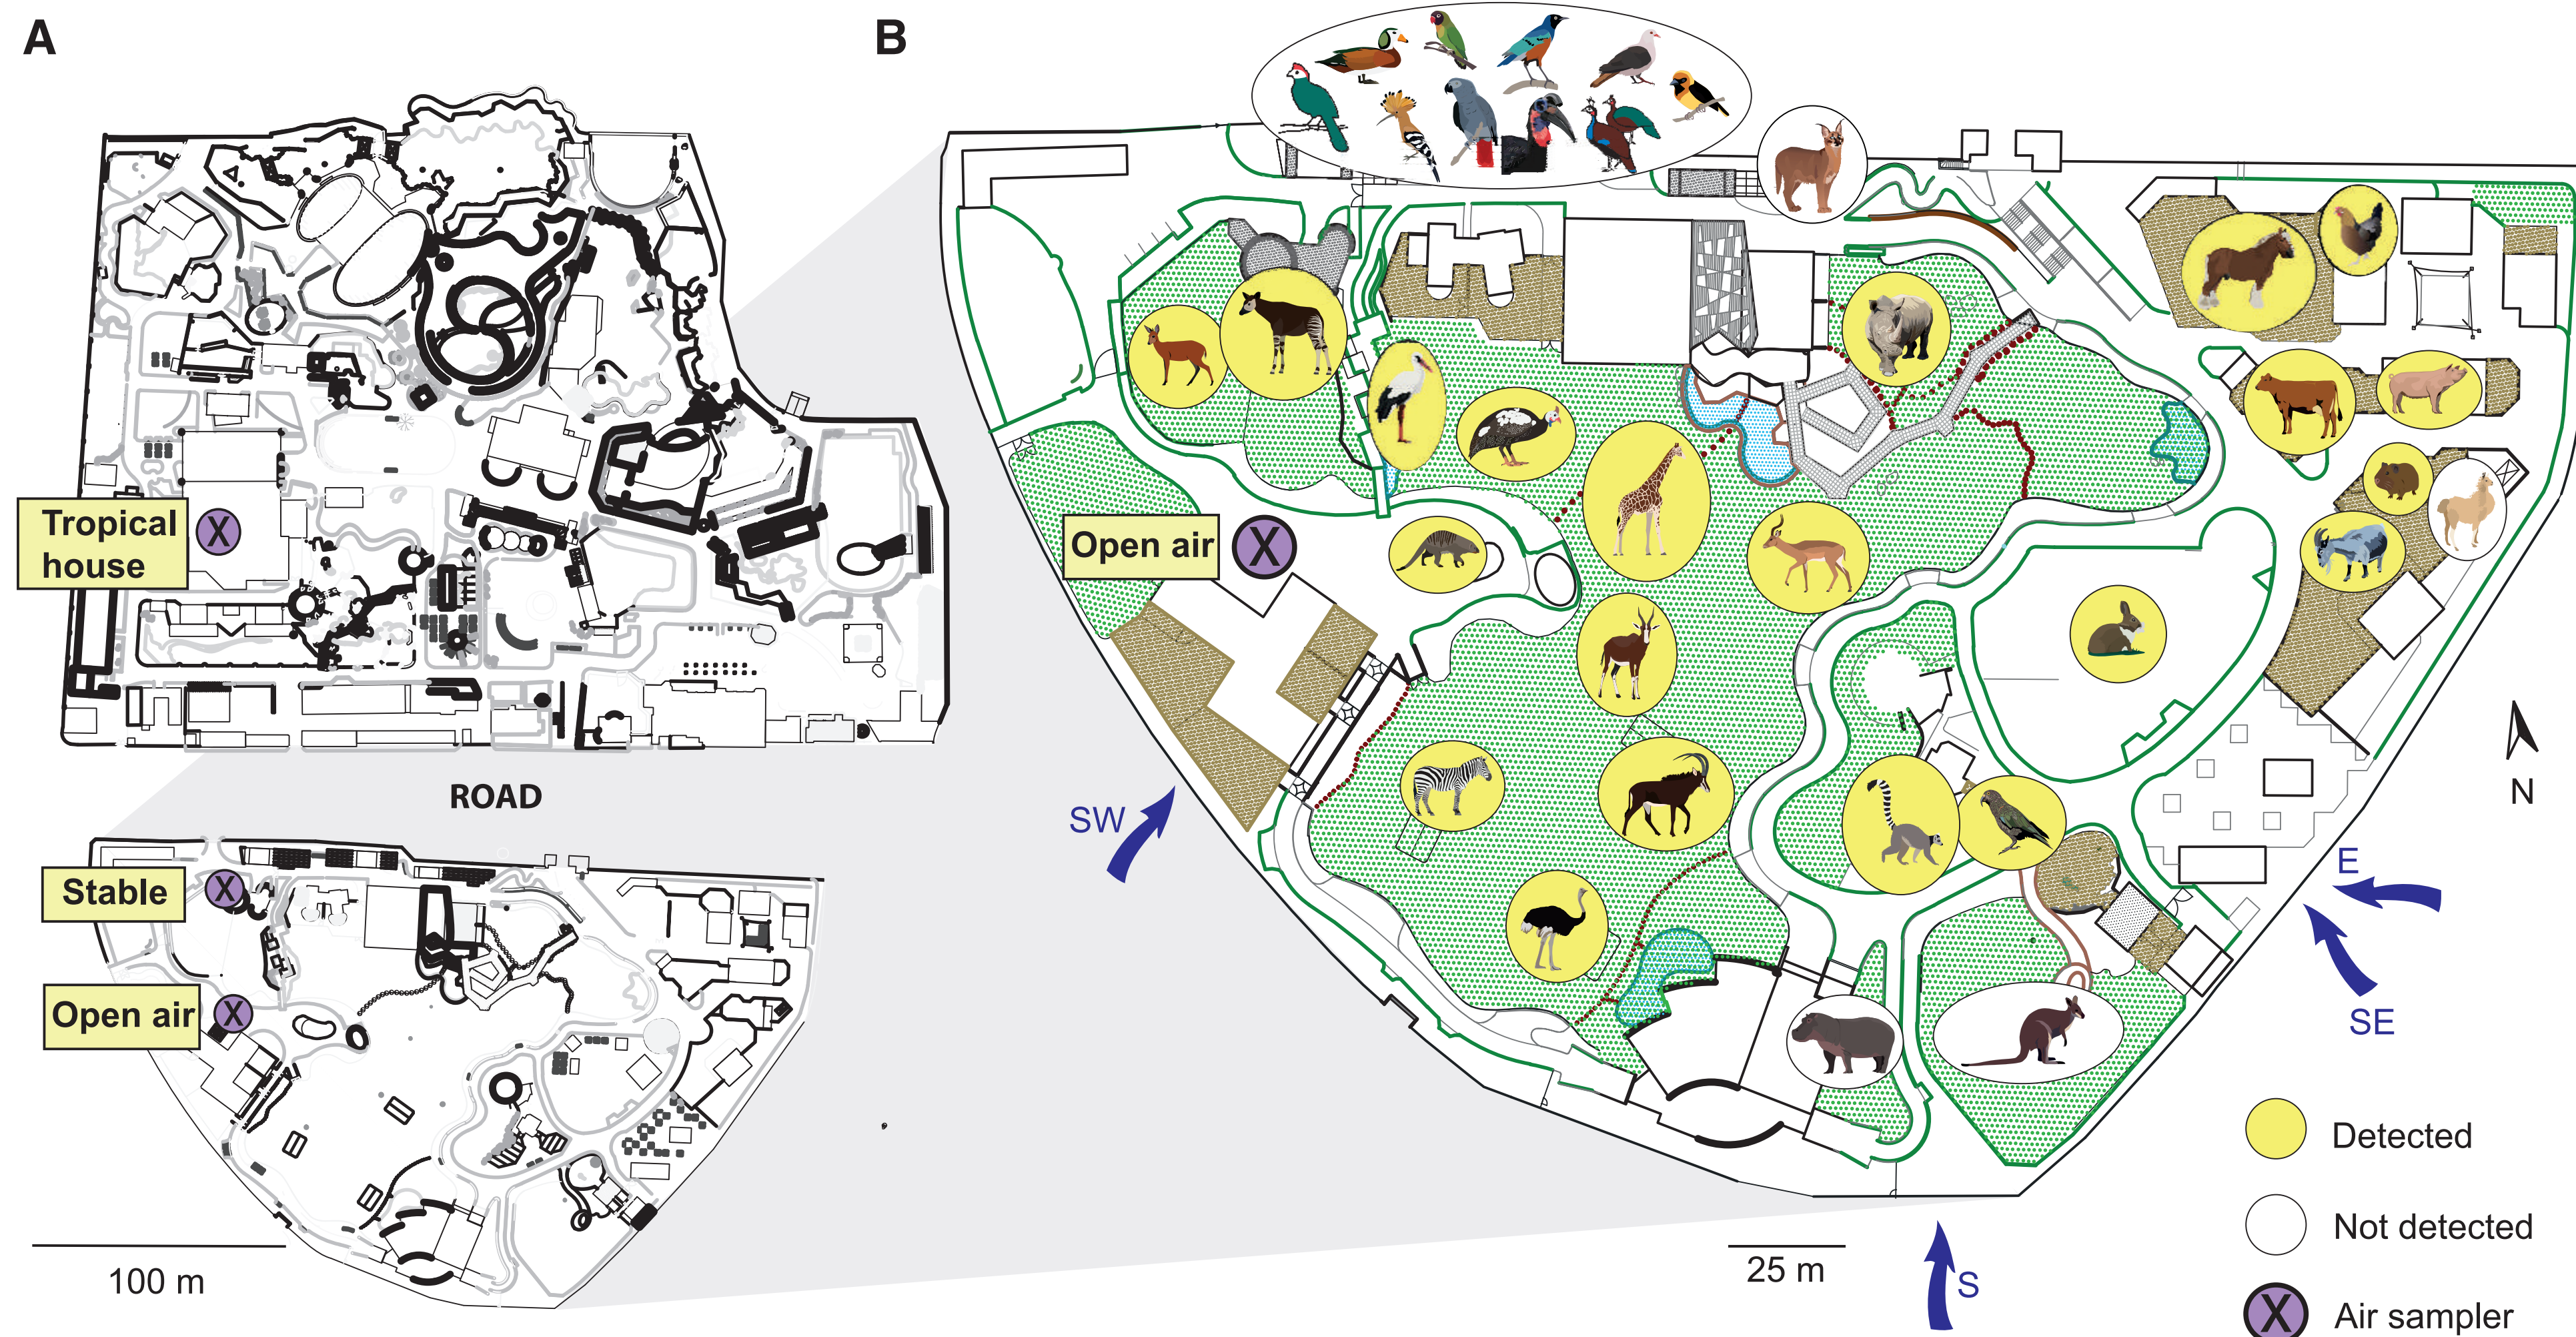 A
B
Tropical
house
X
ROAD
Stable
X
Open air
X
100 m
Open air
X
SW
N
E
SE
S
25 m
Detected
Not detected
X
Air sampler